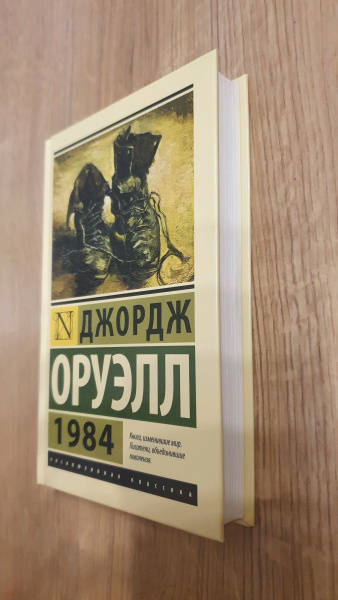 N ДЖОРДЖ
ОРУЭЛЛ
1984
Книги, изменившие мир.
Писатели, объединившие
поколения.
ЭКСКЛЮЗИВНАЯ КЛАССИКА